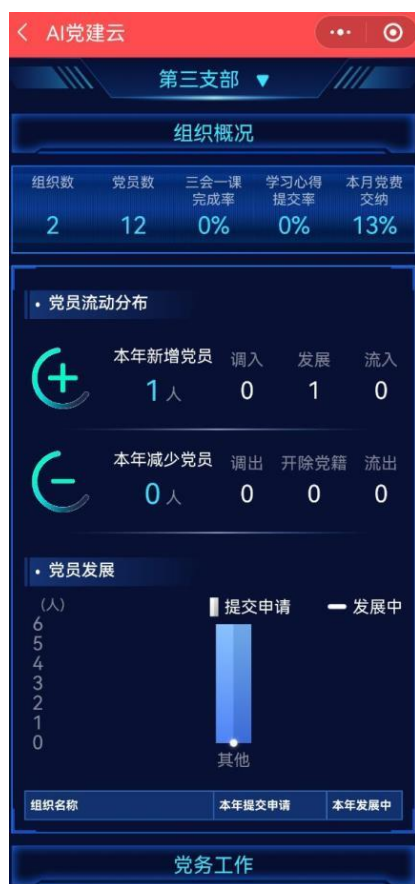 AI党建云
第三支部
组织概况
组织数 党员数 三会一课完成率 学习心得提交率 本月党费交纳
2 12 0% 0% 13%
党员流动分布
本年新增党员 调入 发展 流入
1人 0 1 0
本年减少党员 调出 开除党籍 流出
0人 0 0 0
党员发展
(人) 提交申请 发展中
6
5
4
3
2
1
0
其他
组织名称 本年提交申请 本年发展中
党务工作